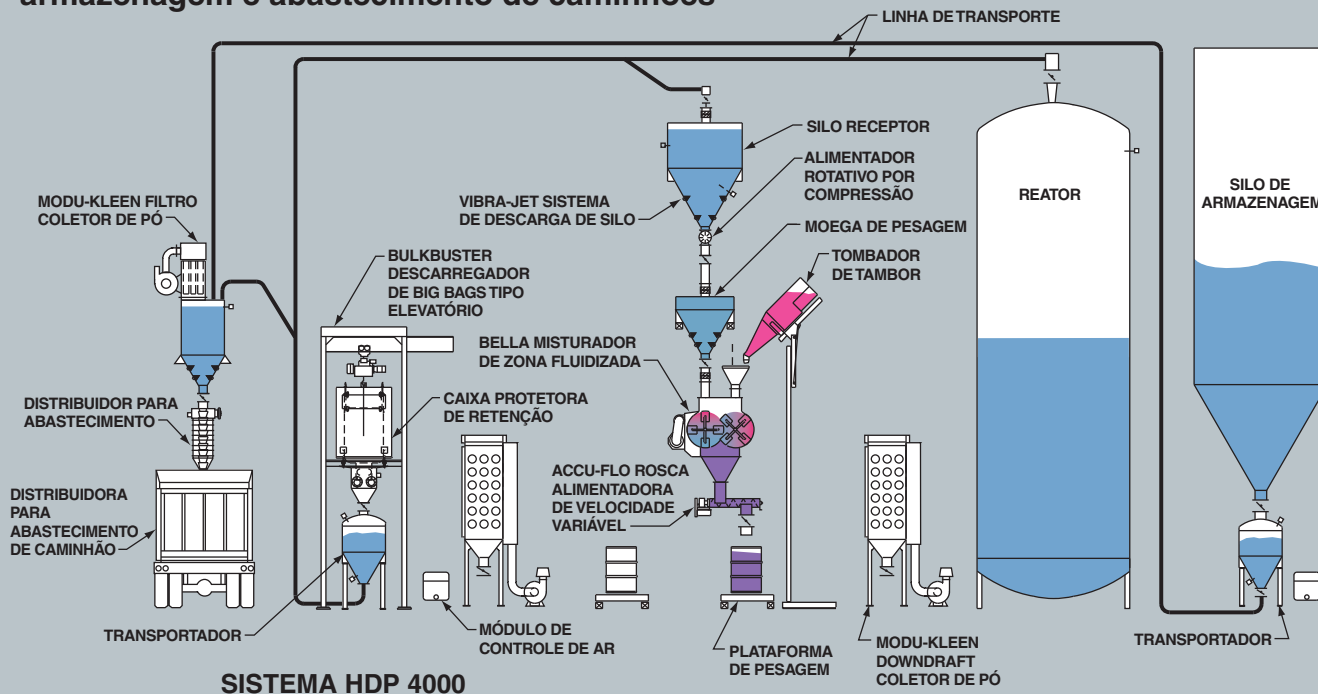 armazenagem e abastecimento de caminhões
LINHA DE TRANSPORTE
SILO RECEPTOR
ALIMENTADOR
ROTATIVO POR
COMPRESSÃO
MODU-KLEEN FILTRO
COLETOR DE PÓ
VIBRA-JET SISTEMA
DE DESCARGA DE SILO
REATOR
SILO DE
ARMAZENAGEM
MOEGA DE PESAGEM
BULKBUSTER
DESCARREGADOR
DE BIG BAGS TIPO
ELEVATÓRIO
TOMBADOR
DE TAMBOR
BELLA MISTURADOR
DE ZONA FLUIDIZADA
DISTRIBUIDOR PARA
ABASTECIMENTO
CAIXA PROTETORA
DE RETENÇÃO
ACCU-FLO ROSCA
ALIMENTADORA
DE VELOCIDADE
VARIÁVEL
DISTRIBUIDORA
PARA
ABASTECIMENTO
DE CAMINHÃO
TRANSPORTADOR
MÓDULO DE
CONTROLE DE AR
PLATAFORMA
DE PESAGEM
MODU-KLEEN
DOWNDRAFT
COLETOR DE PÓ
TRANSPORTADOR
SISTEMA HDP 4000